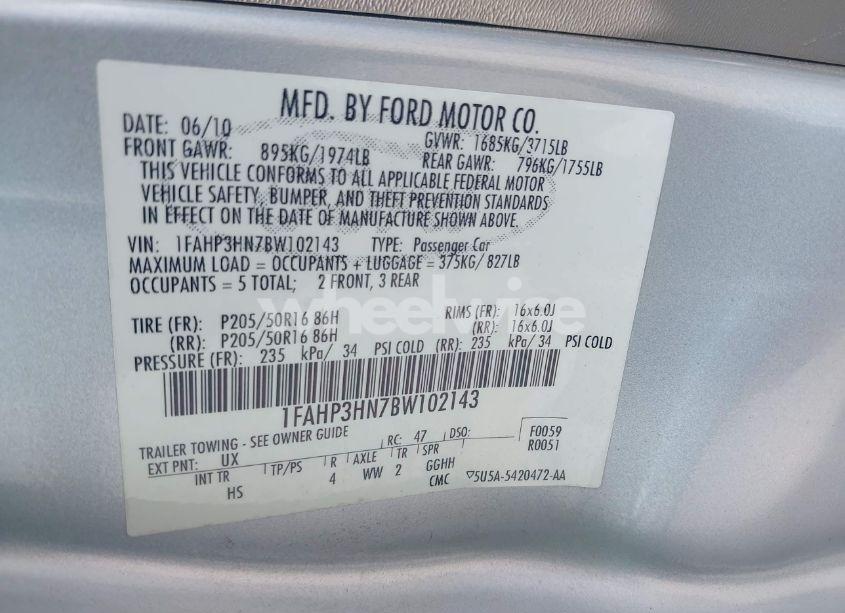 MFD. BY FORD MOTOR CO.
DATE: 06/10 GVWR: 1685KG/3715LB
FRONT GAWR: 895KG/1974LB REAR GAWR: 796KG/1755LB
THIS VEHICLE CONFORMS TO ALL APPLICABLE FEDERAL MOTOR
VEHICLE SAFETY, BUMPER, AND THEFT PREVENTION STANDARDS
IN EFFECT ON THE DATE OF MANUFACTURE SHOWN ABOVE.
VIN: 1FAHP3HN7BW102143 TYPE: Passenger Car
MAXIMUM LOAD = OCCUPANTS + LUGGAGE = 375KG/ 827LB
OCCUPANTS = 5 TOTAL; 2 FRONT, 3 REAR
wheelwire
TIRE (FR): P205/50R16 86H RIMS (FR): 16x6.0J
(RR): P205/50R16 86H (RR): 16x6.0J
PRESSURE (FR): 235 kPa/ 34 PSI COLD (RR): 235 kPa/ 34 PSI COLD
1FAHP3HN7BW102143
TRAILER TOWING - SEE OWNER GUIDE RC: 47 DSO: F0059
EXT PNT: UX R0051
INT TR TP/PS R AXLE TR SPR
HS 4 WW 2 GGHH
CMC 5U5A-5420472-AA